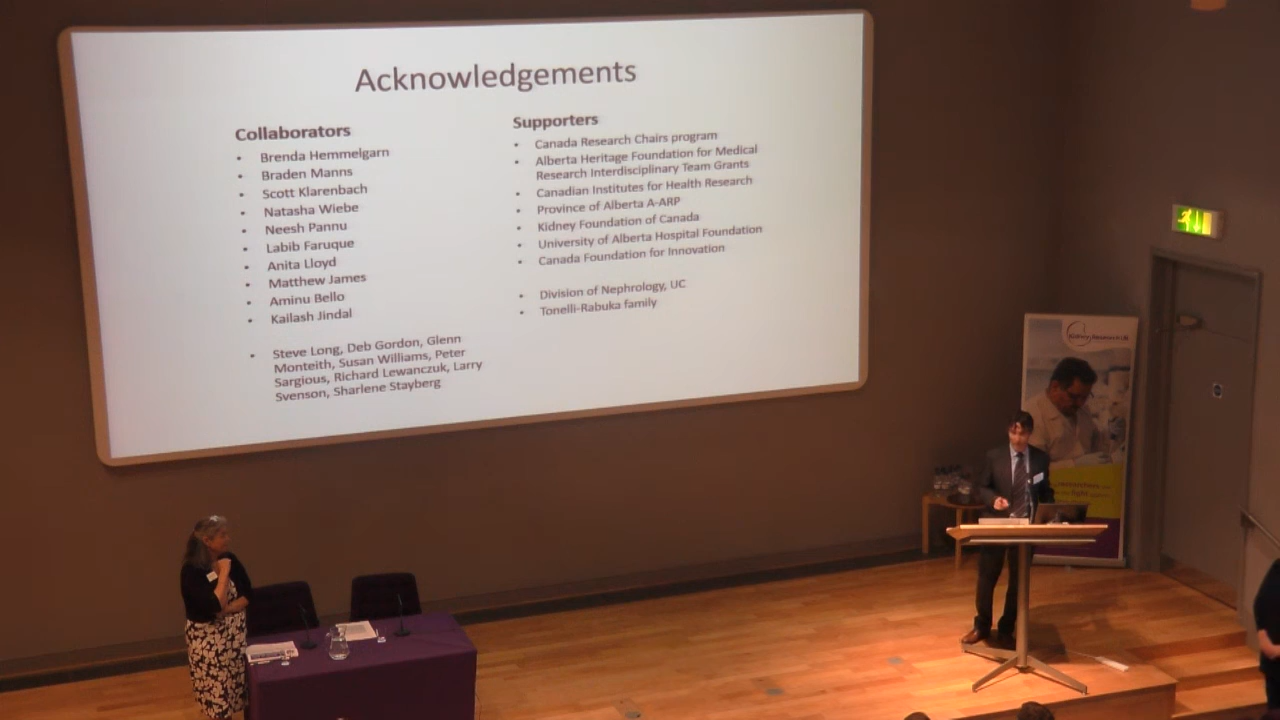 Acknowledgements
Collaborators
• Brenda Hemmelgarn
• Braden Manns
• Scott Klarenbach
• Natasha Wiebe
• Neesh Pannu
• Labib Faruque
• Anita Lloyd
• Matthew James
• Aminu Bello
• Kailash Jindal
• Steve Long, Deb Gordon, Glenn
Monteith, Susan Williams, Peter
Sargious, Richard Lewanczuk, Larry
Svenson, Sharlene Stayberg
Supporters
• Canada Research Chairs program
• Alberta Heritage Foundation for Medical
Research Interdisciplinary Team Grants
• Canadian Institutes for Health Research
• Province of Alberta A-ARP
• Kidney Foundation of Canada
• University of Alberta Hospital Foundation
• Canada Foundation for Innovation
• Division of Nephrology, UC
• Tonelli-Rabuka family
Kidney Research UK